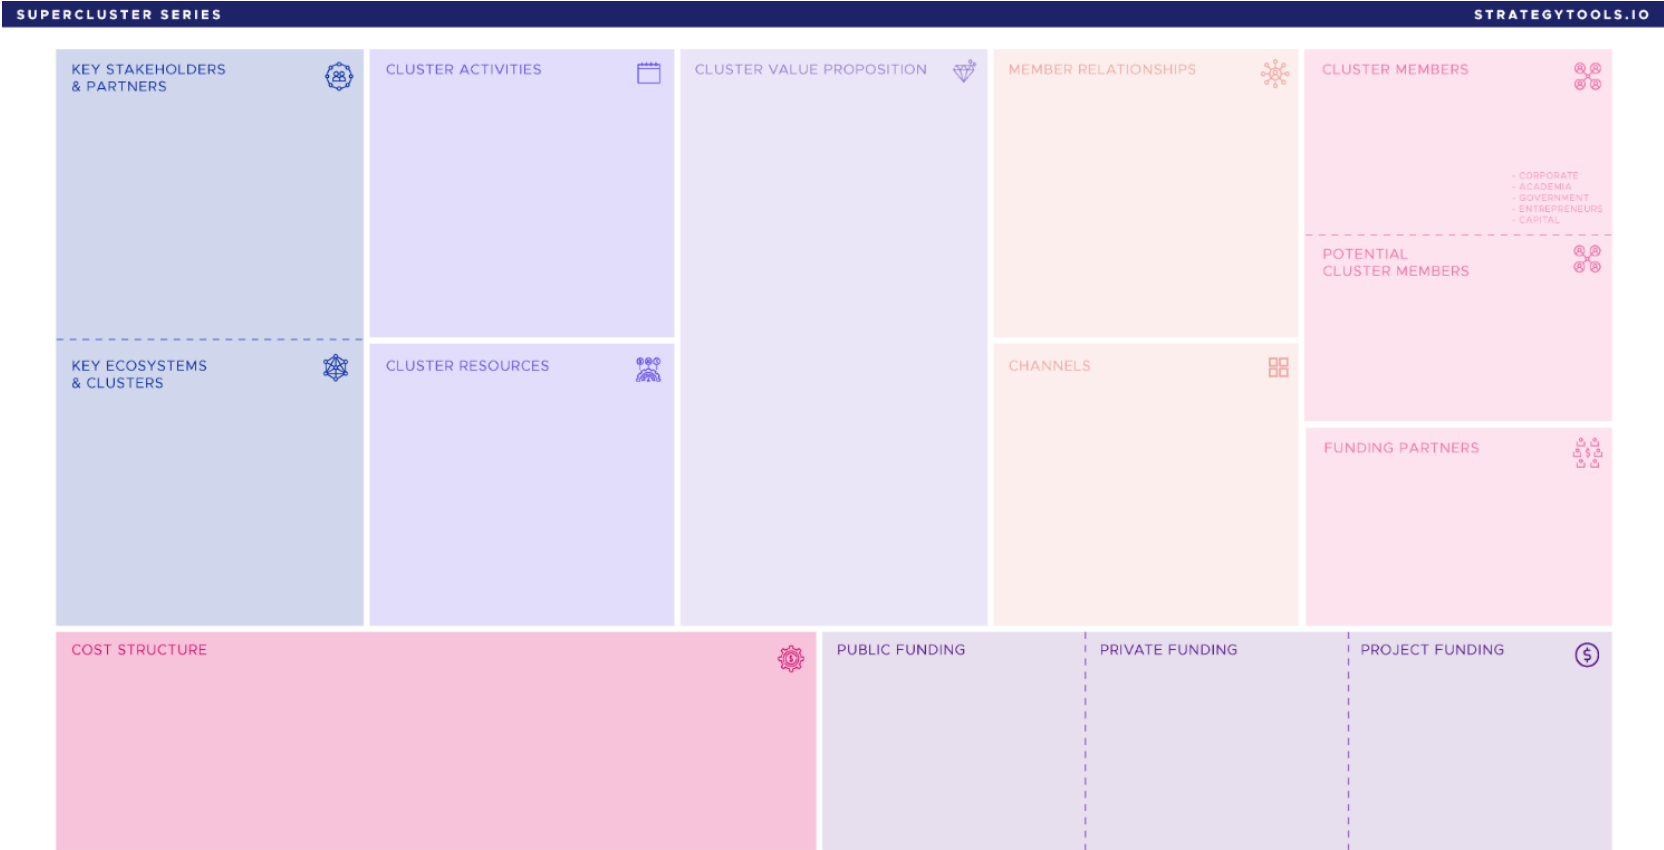 SUPERCLUSTER SERIES
STRATEGYTOOLS.IO
KEY STAKEHOLDERS
& PARTNERS
KEY ECOSYSTEMS
& CLUSTERS
CLUSTER ACTIVITIES
CLUSTER RESOURCES
CLUSTER VALUE PROPOSITION
MEMBER RELATIONSHIPS
CHANNELS
CLUSTER MEMBERS
- CORPORATE
- ACADEMIA
- GOVERNMENT
- ENTREPRENEURS
- CAPITAL
POTENTIAL
CLUSTER MEMBERS
FUNDING PARTNERS
COST STRUCTURE
PUBLIC FUNDING
PRIVATE FUNDING
PROJECT FUNDING